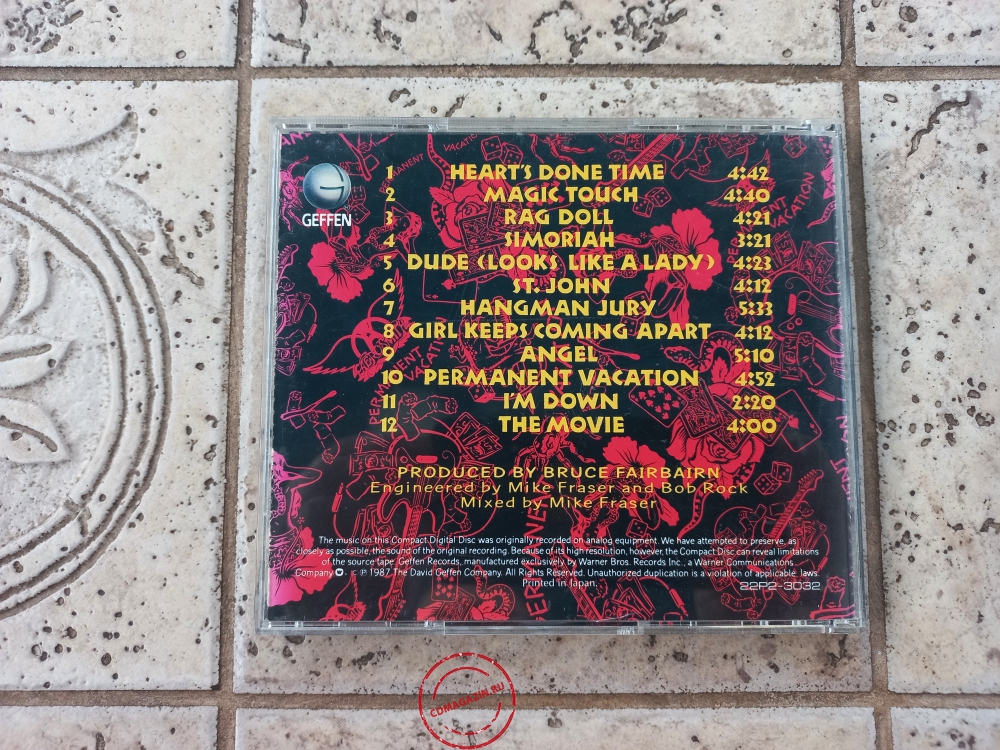 GEFFEN
1 HEART'S DONE TIME 4:42
2 MAGIC TOUCH 4:40
3 RAG DOLL 4:21
4 SIMORIAH 3:21
5 DUDE (LOOKS LIKE A LADY) 4:23
6 ST. JOHN 4:12
7 HANGMAN JURY 5:33
8 GIRL KEEPS COMING APART 4:12
9 ANGEL 5:10
10 PERMANENT VACATION 4:52
11 I'M DOWN 2:20
12 THE MOVIE 4:00
PRODUCED BY BRUCE FAIRBAIRN
Engineered by Mike Fraser and Bob Rock
Mixed by Mike Fraser
The music on this Compact Digital Disc was originally recorded on analog equipment. We have attempted to preserve, as
closely as possible, the sound of the original recording. Because of its high resolution, however, the Compact Disc can reveal limitations
of the source tape. Geffen Records, manufactured exclusively by Warner Bros. Records Inc., a Warner Communications
Company. © ℗ 1987 The David Geffen Company. All Rights Reserved. Unauthorized duplication is a violation of applicable laws.
Printed in Japan.
32P2-3032
CDMAGAZIN.RU